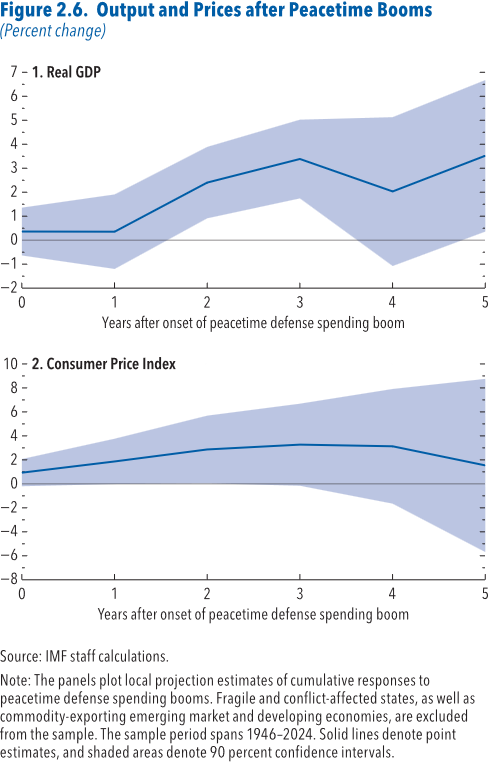 Figure 2.6. Output and Prices after Peacetime Booms
(Percent change)
1. Real GDP
7
6
5
4
3
2
1
0
–1
–2
0 1 2 3 4 5
Years after onset of peacetime defense spending boom
2. Consumer Price Index
10
8
6
4
2
0
–2
–4
–6
–8
0 1 2 3 4 5
Years after onset of peacetime defense spending boom
Source: IMF staff calculations.
Note: The panels plot local projection estimates of cumulative responses to
peacetime defense spending booms. Fragile and conflict-affected states, as well as
commodity-exporting emerging market and developing economies, are excluded
from the sample. The sample period spans 1946–2024. Solid lines denote point
estimates, and shaded areas denote 90 percent confidence intervals.